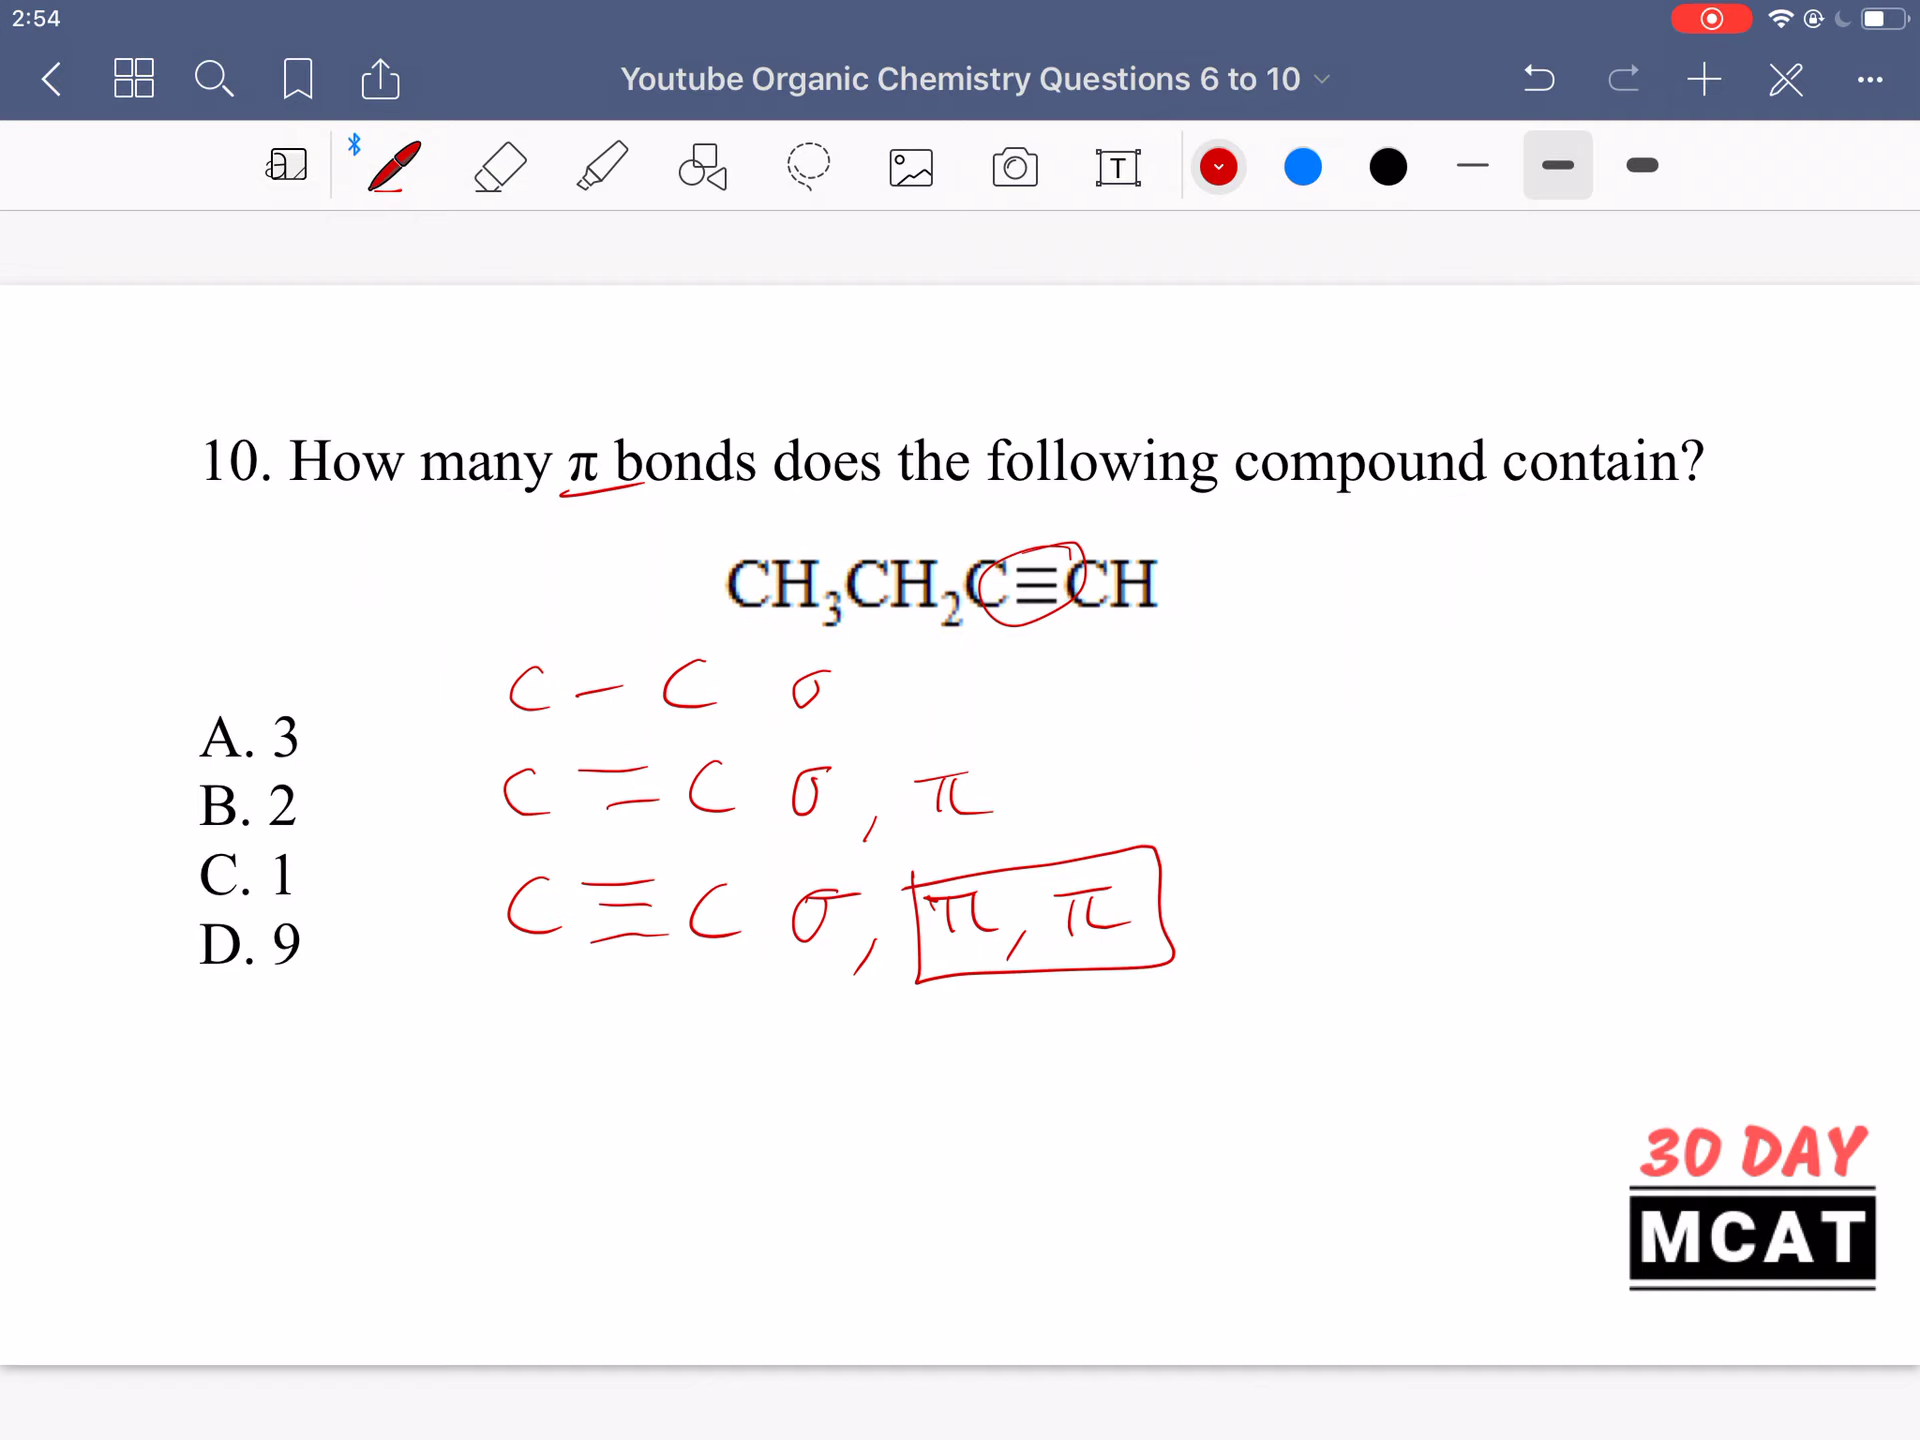 2:54
Youtube Organic Chemistry Questions 6 to 10
a
T
10. How many π bonds does the following compound contain?
CH₃CH₂C≡CH
C – C σ
A. 3
C = C σ, π
B. 2
C. 1
C ≡ C σ, π, π
D. 9
30 DAY
MCAT